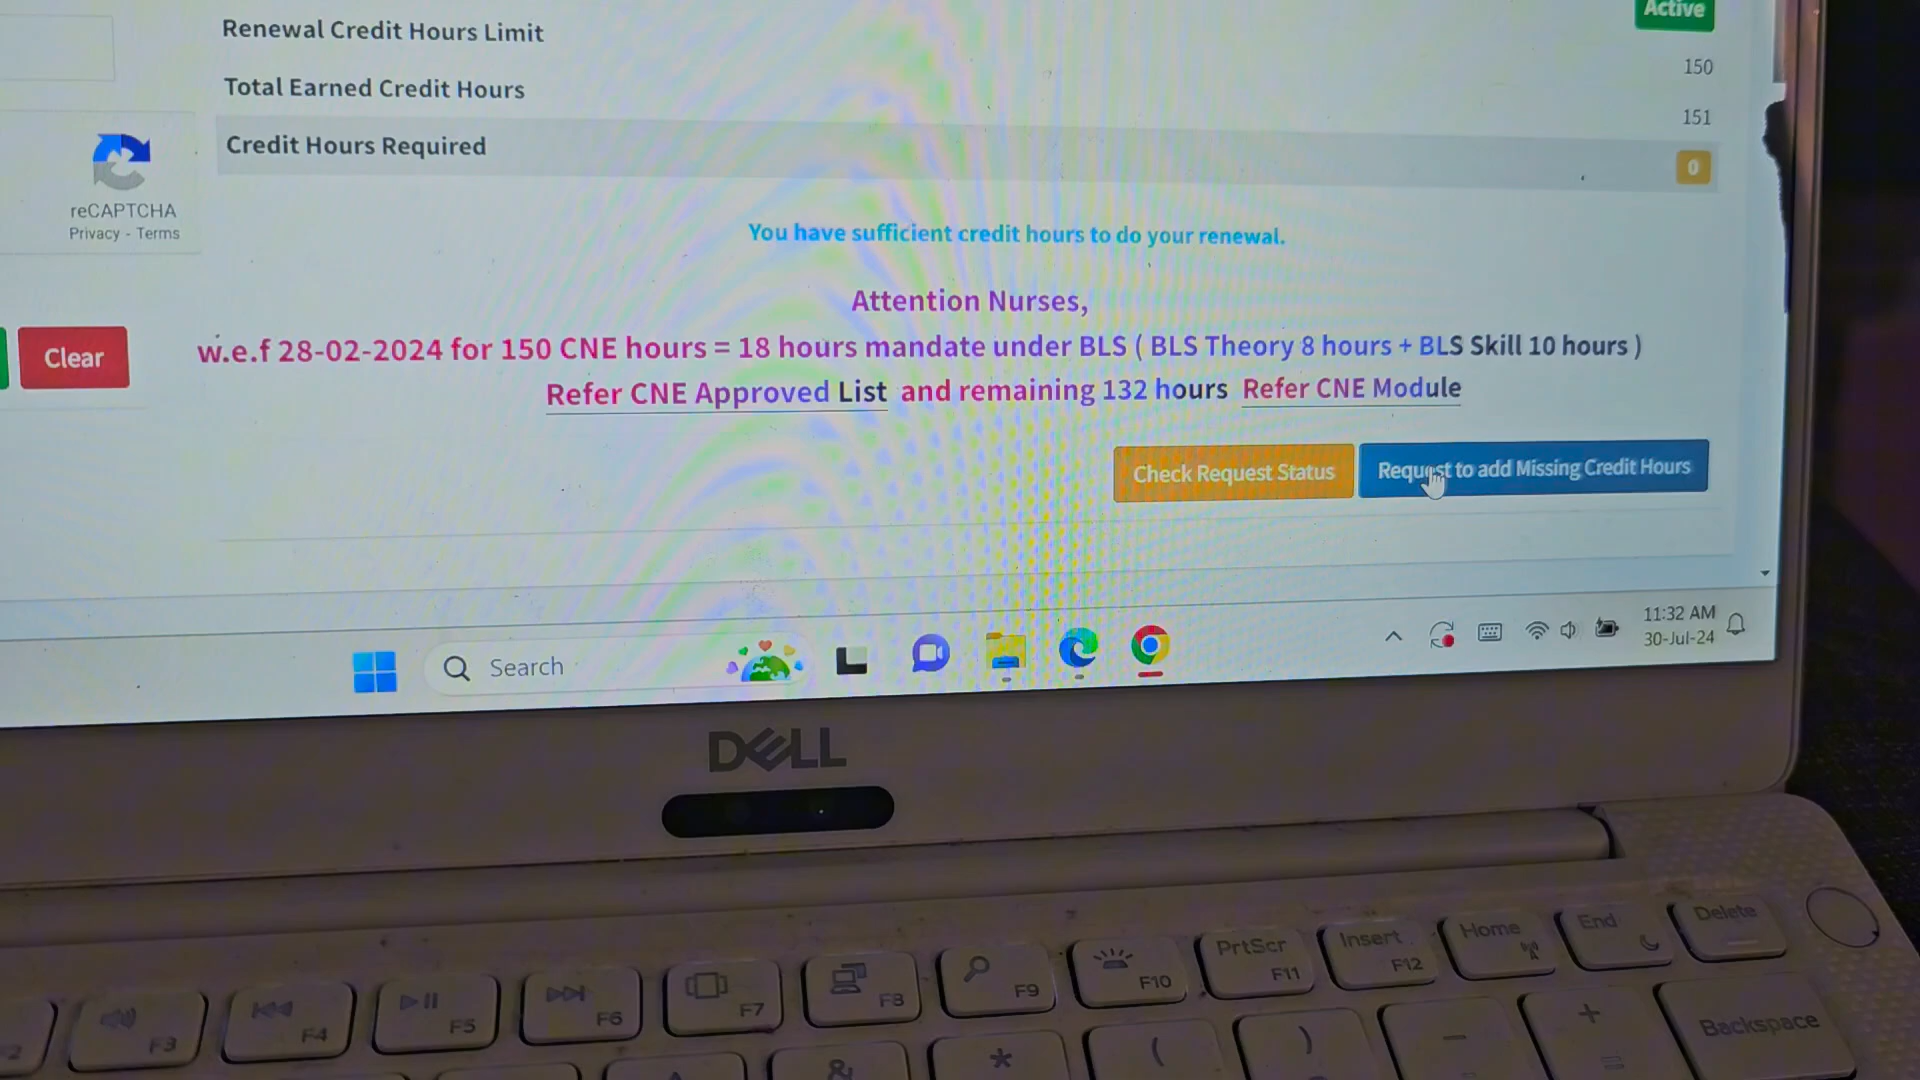 Active
Renewal Credit Hours Limit
150
Total Earned Credit Hours
151
Credit Hours Required
0
reCAPTCHA
Privacy - Terms
You have sufficient credit hours to do your renewal.
Attention Nurses,
Clear
w.e.f 28-02-2024 for 150 CNE hours = 18 hours mandate under BLS ( BLS Theory 8 hours + BLS Skill 10 hours )
Refer CNE Approved List and remaining 132 hours Refer CNE Module
Check Request Status
Request to add Missing Credit Hours
Search
11:32 AM
30-Jul-24
DELL
F3
F4
F5
F6
F7
F8
F9
F10
PrtScr
F11
Insert
F12
Home
End
Delete
&
*
(
)
-
+
=
Backspace